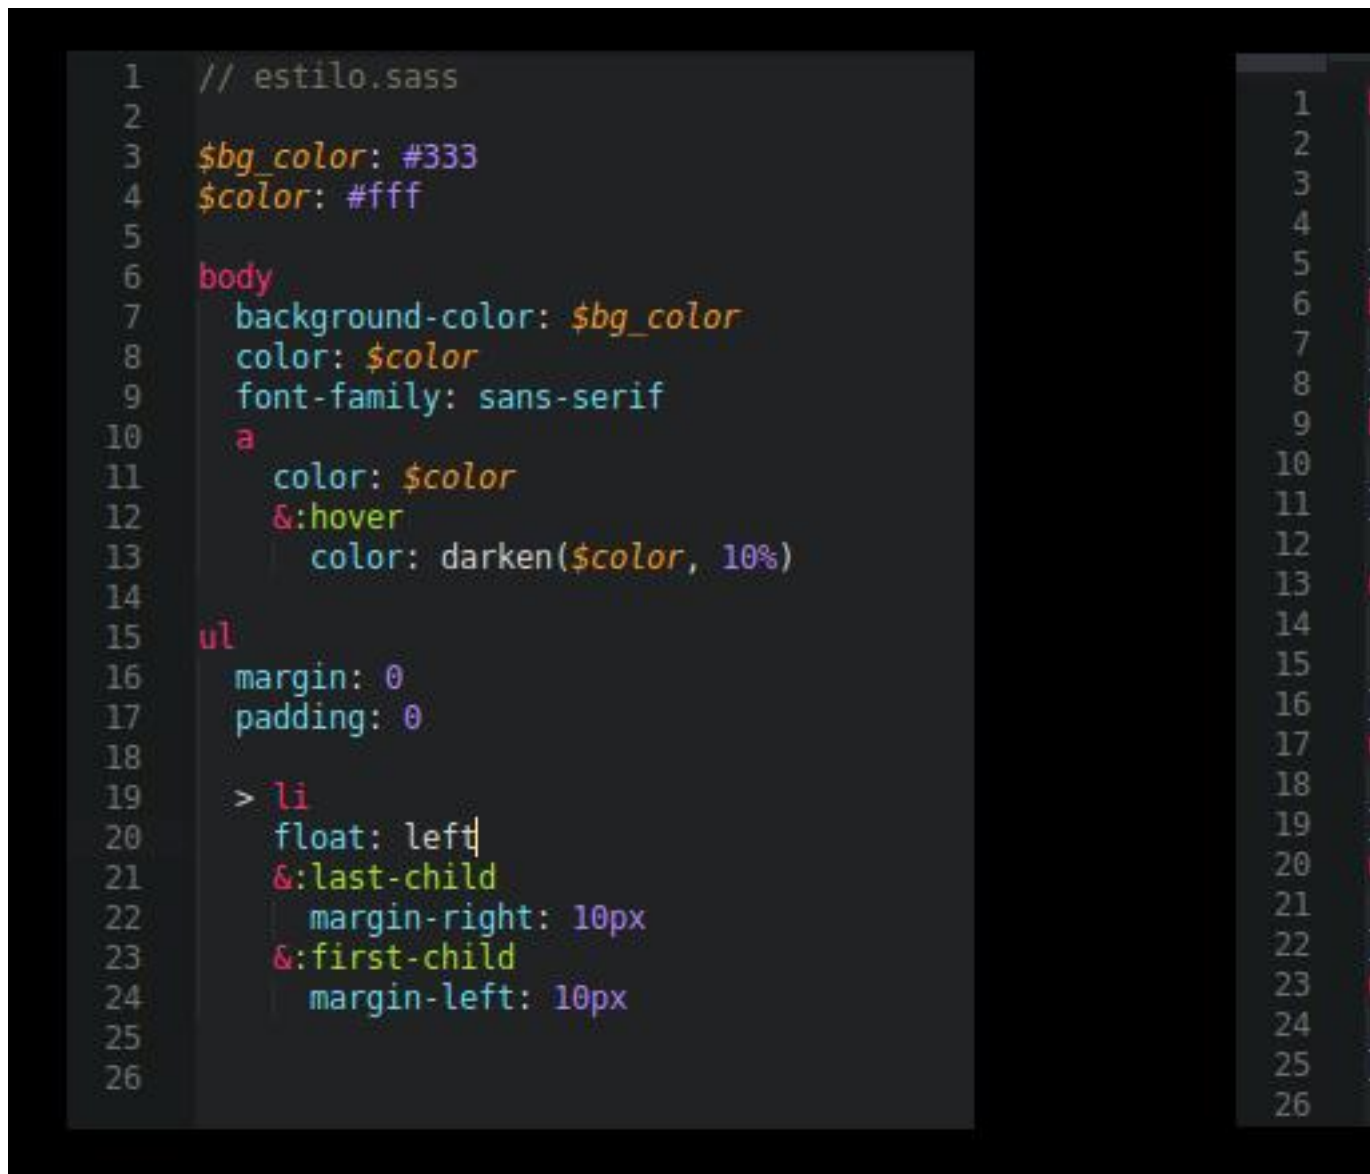 1 // estilo.sass
2
3 $bg_color: #333
4 $color: #fff
5
6 body
7   background-color: $bg_color
8   color: $color
9   font-family: sans-serif
10   a
11     color: $color
12     &:hover
13       color: darken($color, 10%)
14
15 ul
16   margin: 0
17   padding: 0
18
19   > li
20     float: left
21     &:last-child
22       margin-right: 10px
23     &:first-child
24       margin-left: 10px
25
26
1
2
3
4
5
6
7
8
9
10
11
12
13
14
15
16
17
18
19
20
21
22
23
24
25
26